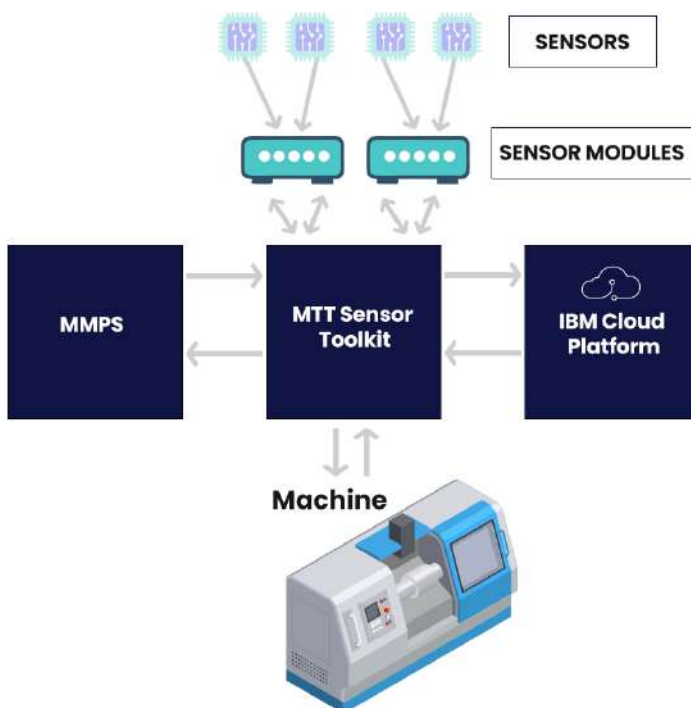 SENSORS
SENSOR MODULES
MMPS
MTT Sensor
Toolkit
IBM Cloud
Platform
Machine